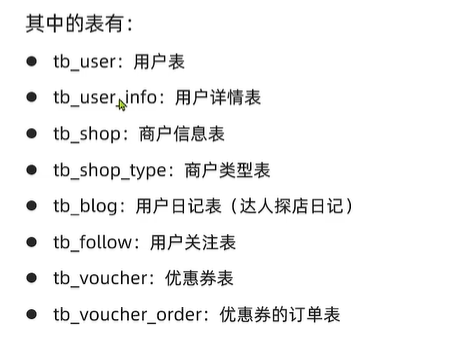 其中的表有：
● tb_user：用户表
● tb_user_info：用户详情表
● tb_shop：商户信息表
● tb_shop_type：商户类型表
● tb_blog：用户日记表（达人探店日记）
● tb_follow：用户关注表
● tb_voucher：优惠券表
● tb_voucher_order：优惠券的订单表